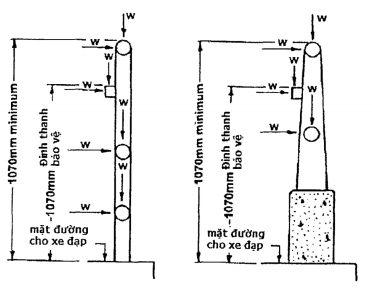 W
W
W
W
W
W
W
W
1070mm minimum
Đỉnh thanh
bảo vệ
~1070mm
mặt đường
cho xe đạp
W
W
W
W
W
W
1070mm minimum
Đỉnh thanh
bảo vệ
~1070mm
mặt đường
cho xe đạp